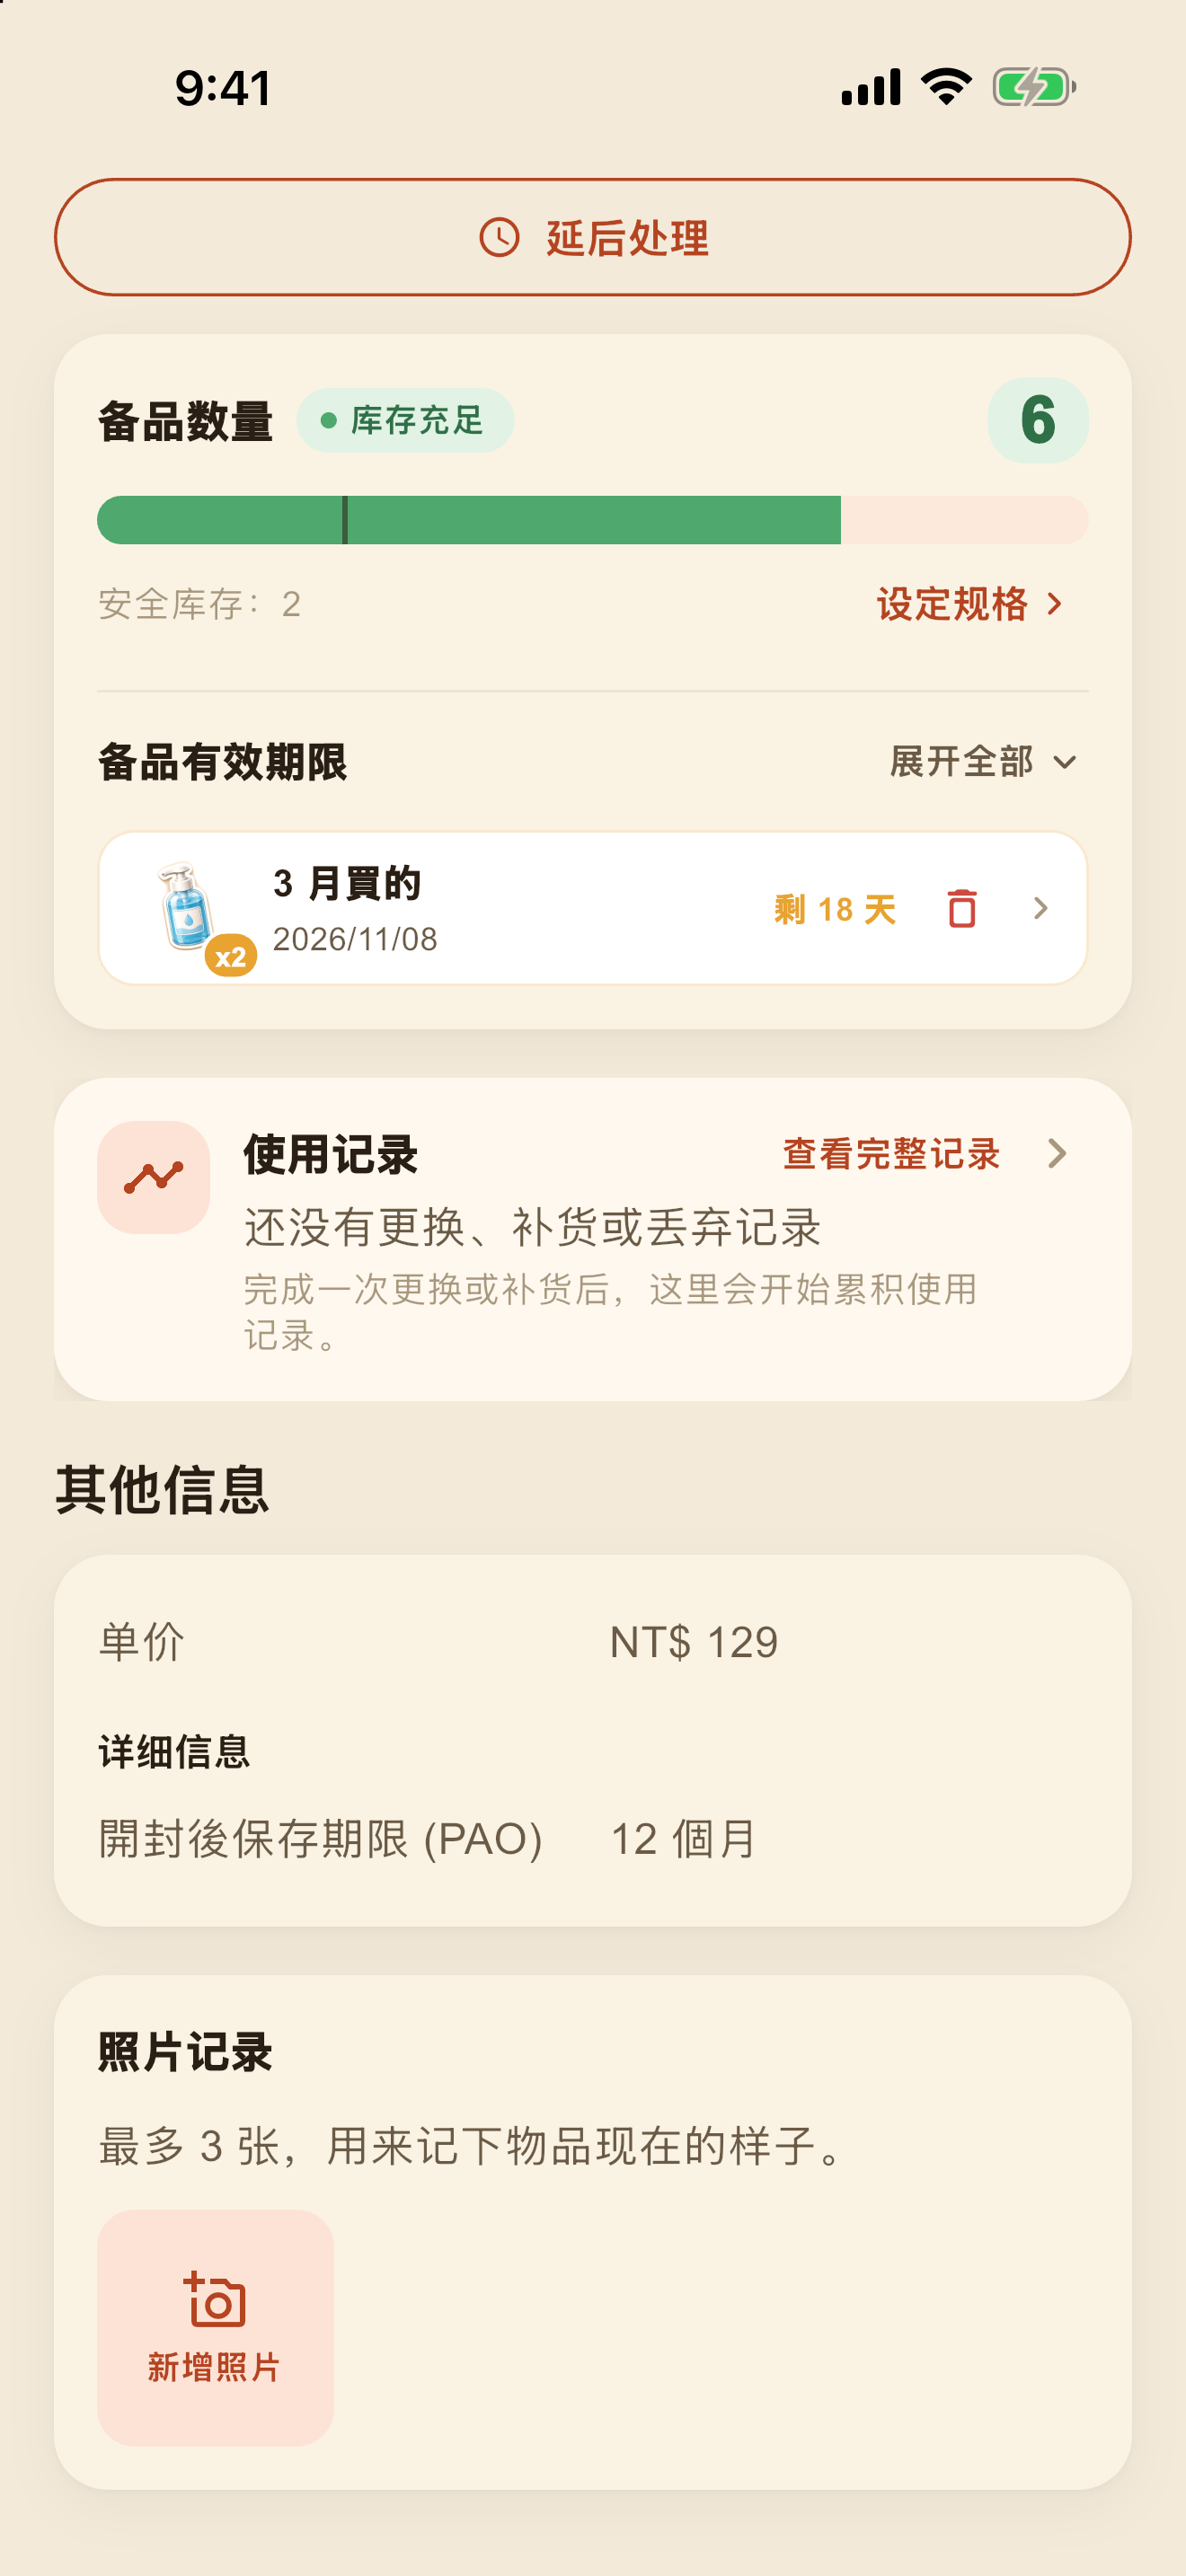 9:41
延后处理
备品数量
库存充足
6
安全库存：2
设定规格
备品有效期限
展开全部
3 月買的
2026/11/08
x2
剩 18 天
使用记录
查看完整记录
还没有更换、补货或丢弃记录
完成一次更换或补货后，这里会开始累积使用
记录。
其他信息
单价 NT$ 129
详细信息
開封後保存期限 (PAO) 12 個月
照片记录
最多 3 张，用来记下物品现在的样子。
新增照片